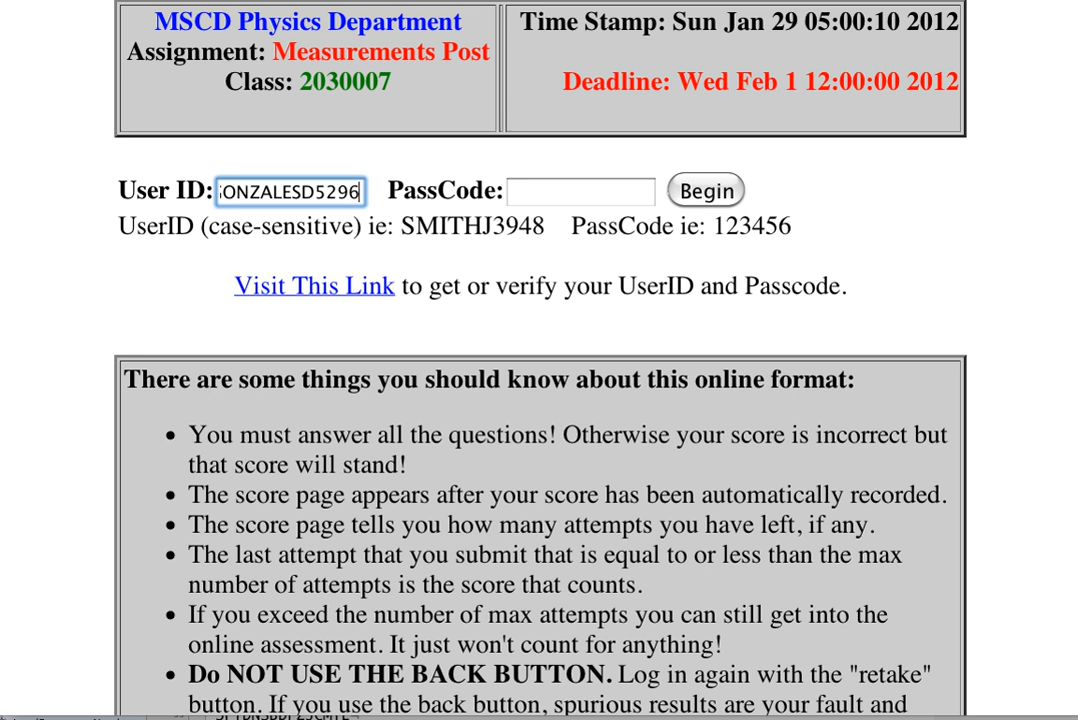 MSCD Physics Department
Assignment: Measurements Post
Class: 2030007
Time Stamp: Sun Jan 29 05:00:10 2012
Deadline: Wed Feb 1 12:00:00 2012
User ID: ONZALESD5296 PassCode: Begin
UserID (case-sensitive) ie: SMITHJ3948 PassCode ie: 123456
Visit This Link to get or verify your UserID and Passcode.
There are some things you should know about this online format:
• You must answer all the questions! Otherwise your score is incorrect but
that score will stand!
• The score page appears after your score has been automatically recorded.
• The score page tells you how many attempts you have left, if any.
• The last attempt that you submit that is equal to or less than the max
number of attempts is the score that counts.
• If you exceed the number of max attempts you can still get into the
online assessment. It just won't count for anything!
• Do NOT USE THE BACK BUTTON. Log in again with the "retake"
button. If you use the back button, spurious results are your fault and